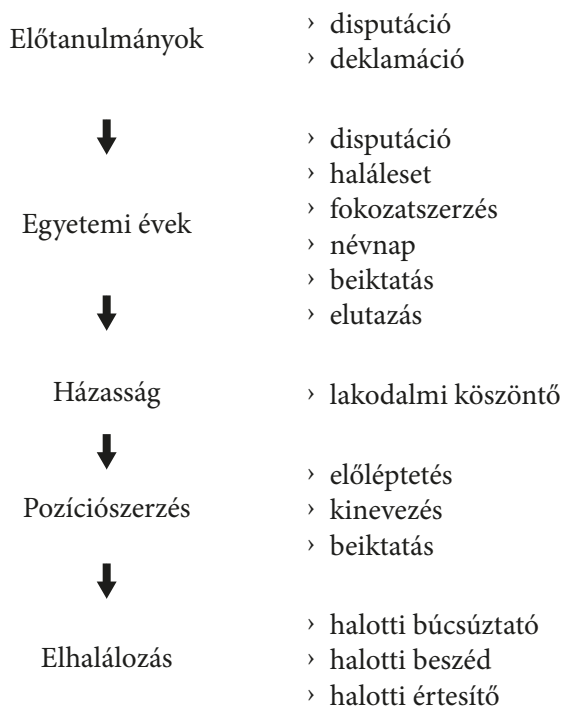 Előtanulmányok
› disputáció
› deklamáció
Egyetemi évek
› disputáció
› haláleset
› fokozatszerzés
› névnap
› beiktatás
› elutazás
Házasság
› lakodalmi köszöntő
Pozíciószerzés
› előléptetés
› kinevezés
› beiktatás
Elhalálozás
› halotti búcsúztató
› halotti beszéd
› halotti értesítő